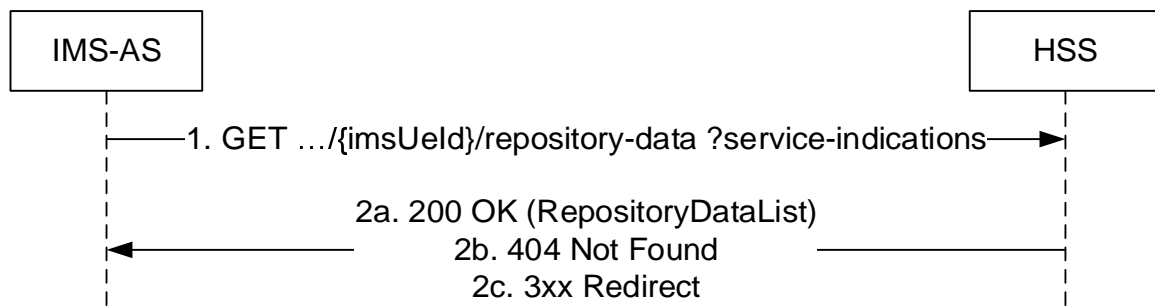 IMS-AS
HSS
1. GET …/{imsUeId}/repository-data ?service-indications
2a. 200 OK (RepositoryDataList)
2b. 404 Not Found
2c. 3xx Redirect